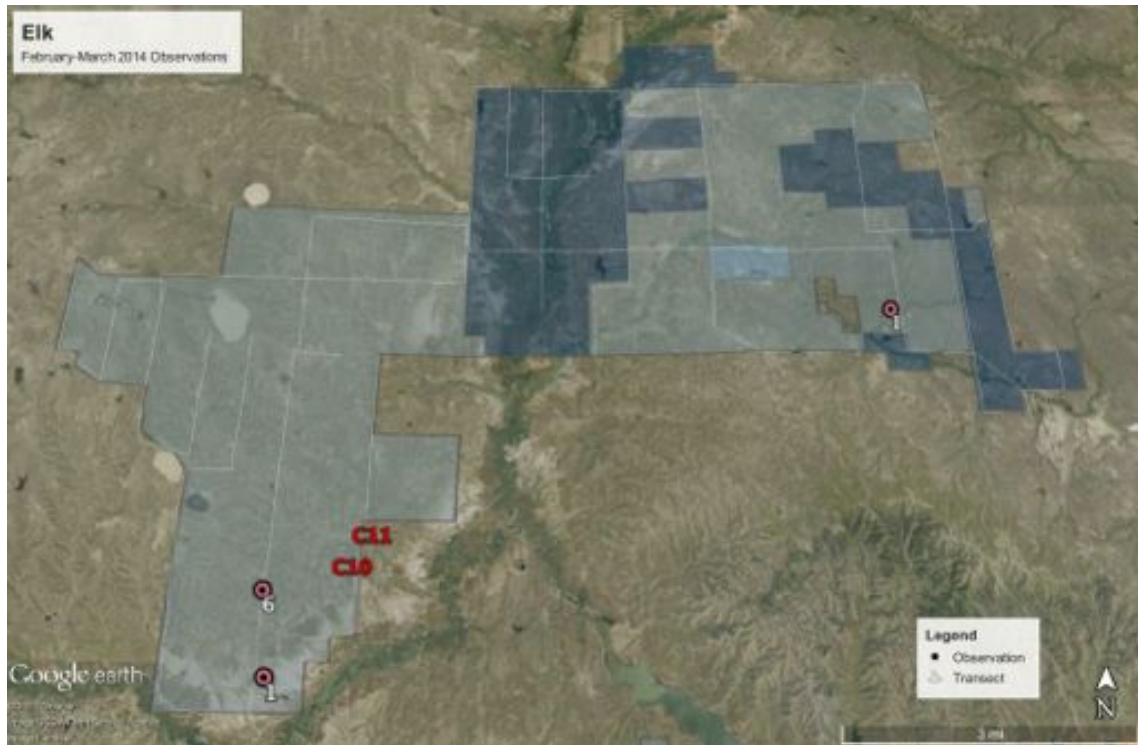 Elk
February-March 2014 Observations
1
C11
C10
6
1
Google earth
Legend
Observation
Transect
N
3 mi